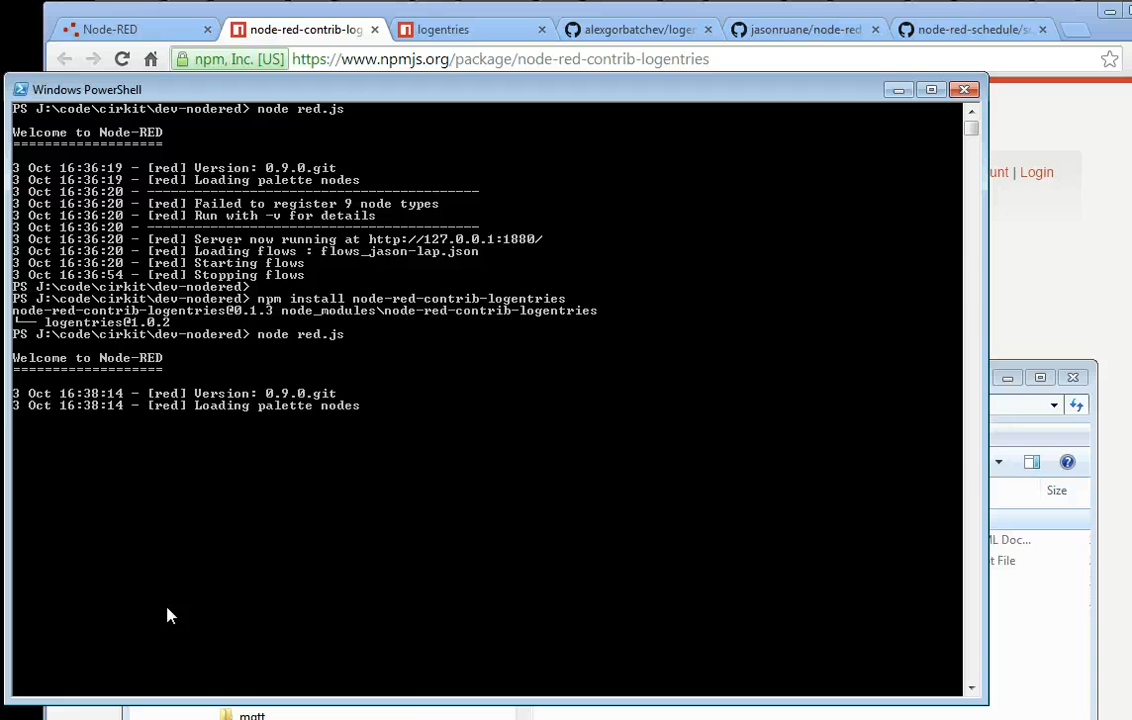 Node-RED
node-red-contrib-log
logentries
alexgorbatchev/loger
jasonruane/node-red
node-red-schedule/s
npm, Inc. [US]
https://www.npmjs.org/package/node-red-contrib-logentries
Windows PowerShell
PS J:\code\cirkit\dev-nodered> node red.js
Welcome to Node-RED
===================
3 Oct 16:36:19 - [red] Version: 0.9.0.git
3 Oct 16:36:19 - [red] Loading palette nodes
3 Oct 16:36:20 - ------------------------------------------
3 Oct 16:36:20 - [red] Failed to register 9 node types
3 Oct 16:36:20 - [red] Run with -v for details
3 Oct 16:36:20 - ------------------------------------------
3 Oct 16:36:20 - [red] Server now running at http://127.0.0.1:1880/
3 Oct 16:36:20 - [red] Loading flows : flows_jason-lap.json
3 Oct 16:36:20 - [red] Starting flows
3 Oct 16:36:54 - [red] Stopping flows
PS J:\code\cirkit\dev-nodered>
PS J:\code\cirkit\dev-nodered> npm install node-red-contrib-logentries
node-red-contrib-logentries@0.1.3 node_modules\node-red-contrib-logentries
└── logentries@1.0.2
PS J:\code\cirkit\dev-nodered> node red.js
Welcome to Node-RED
===================
3 Oct 16:38:14 - [red] Version: 0.9.0.git
3 Oct 16:38:14 - [red] Loading palette nodes
unt | Login
Size
ML Doc...
t File
matt